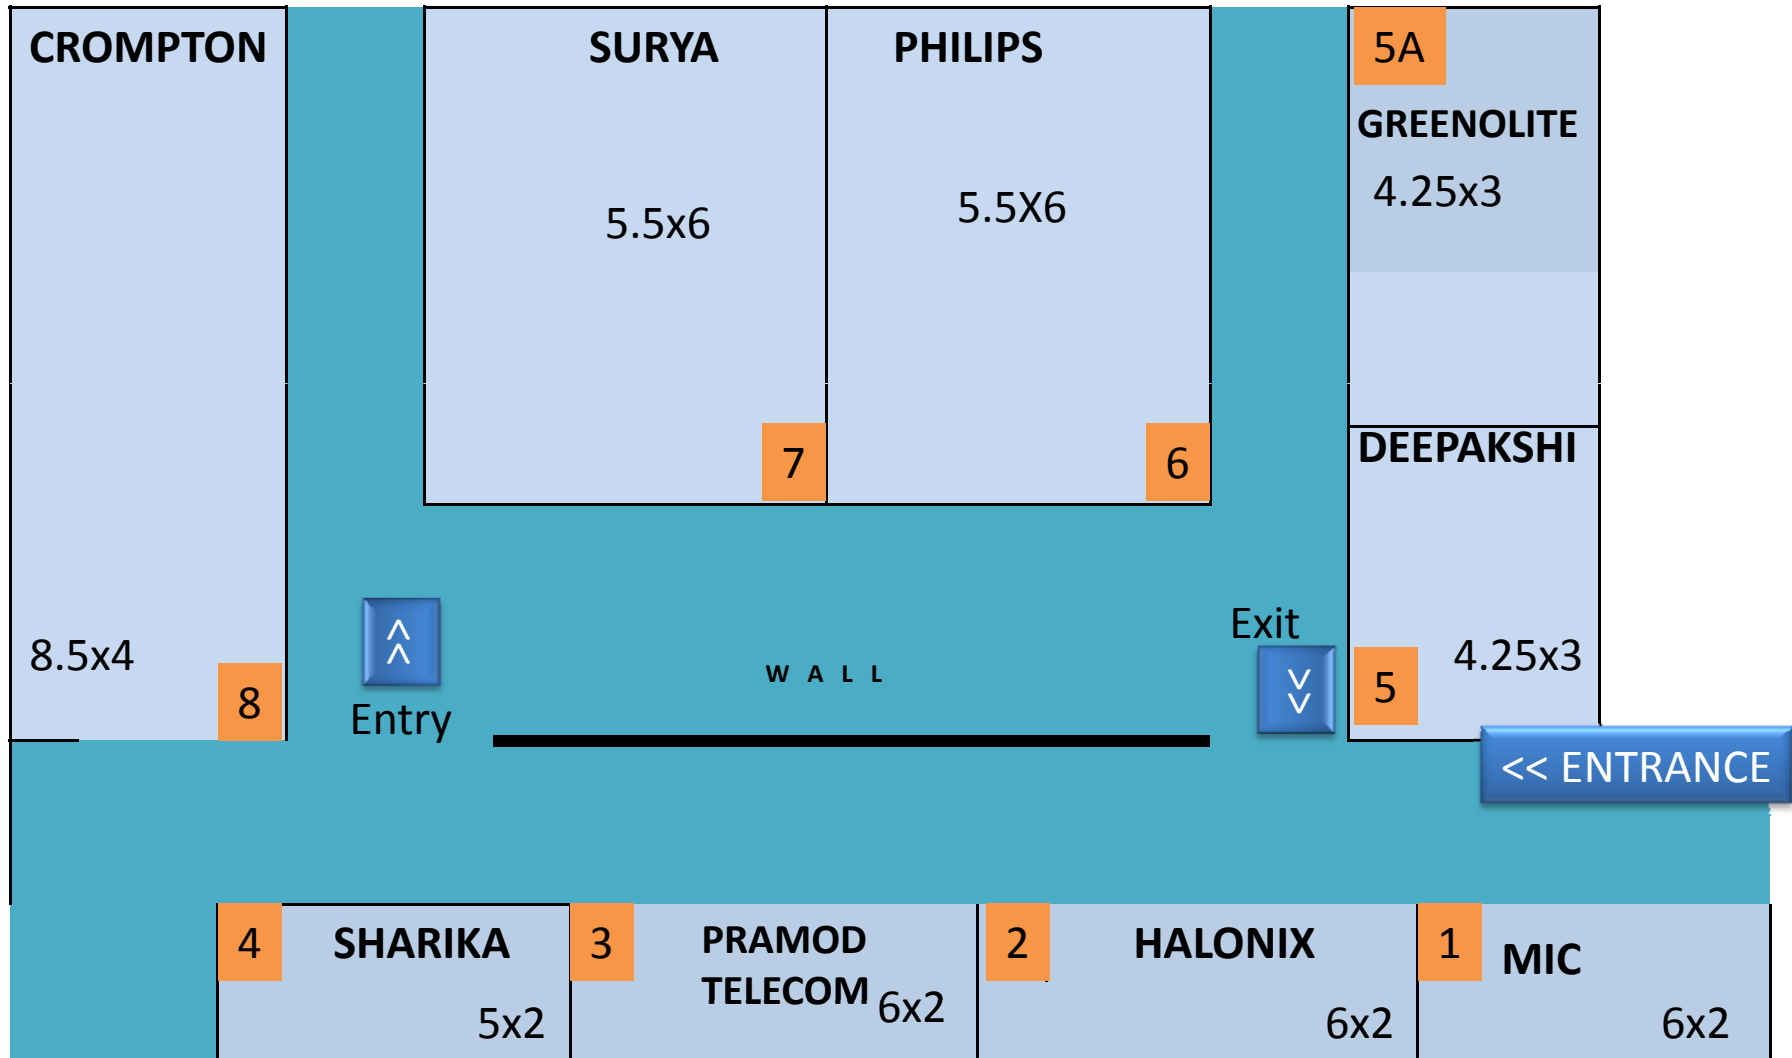 CROMPTON
8.5x4
8
SURYA
5.5x6
7
PHILIPS
5.5X6
6
5A
GREENOLITE
4.25x3
DEEPAKSHI
4.25x3
5
^^
Entry
W A L L
Exit
>>
<< ENTRANCE
4
SHARIKA
5x2
3
PRAMOD
TELECOM
6x2
2
HALONIX
6x2
1
MIC
6x2